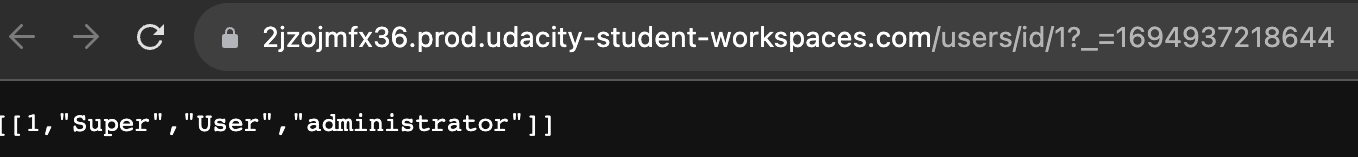 2jzojmfx36.prod.udacity-student-workspaces.com/users/id/1?_=1694937218644
[[1,"Super","User","administrator"]]